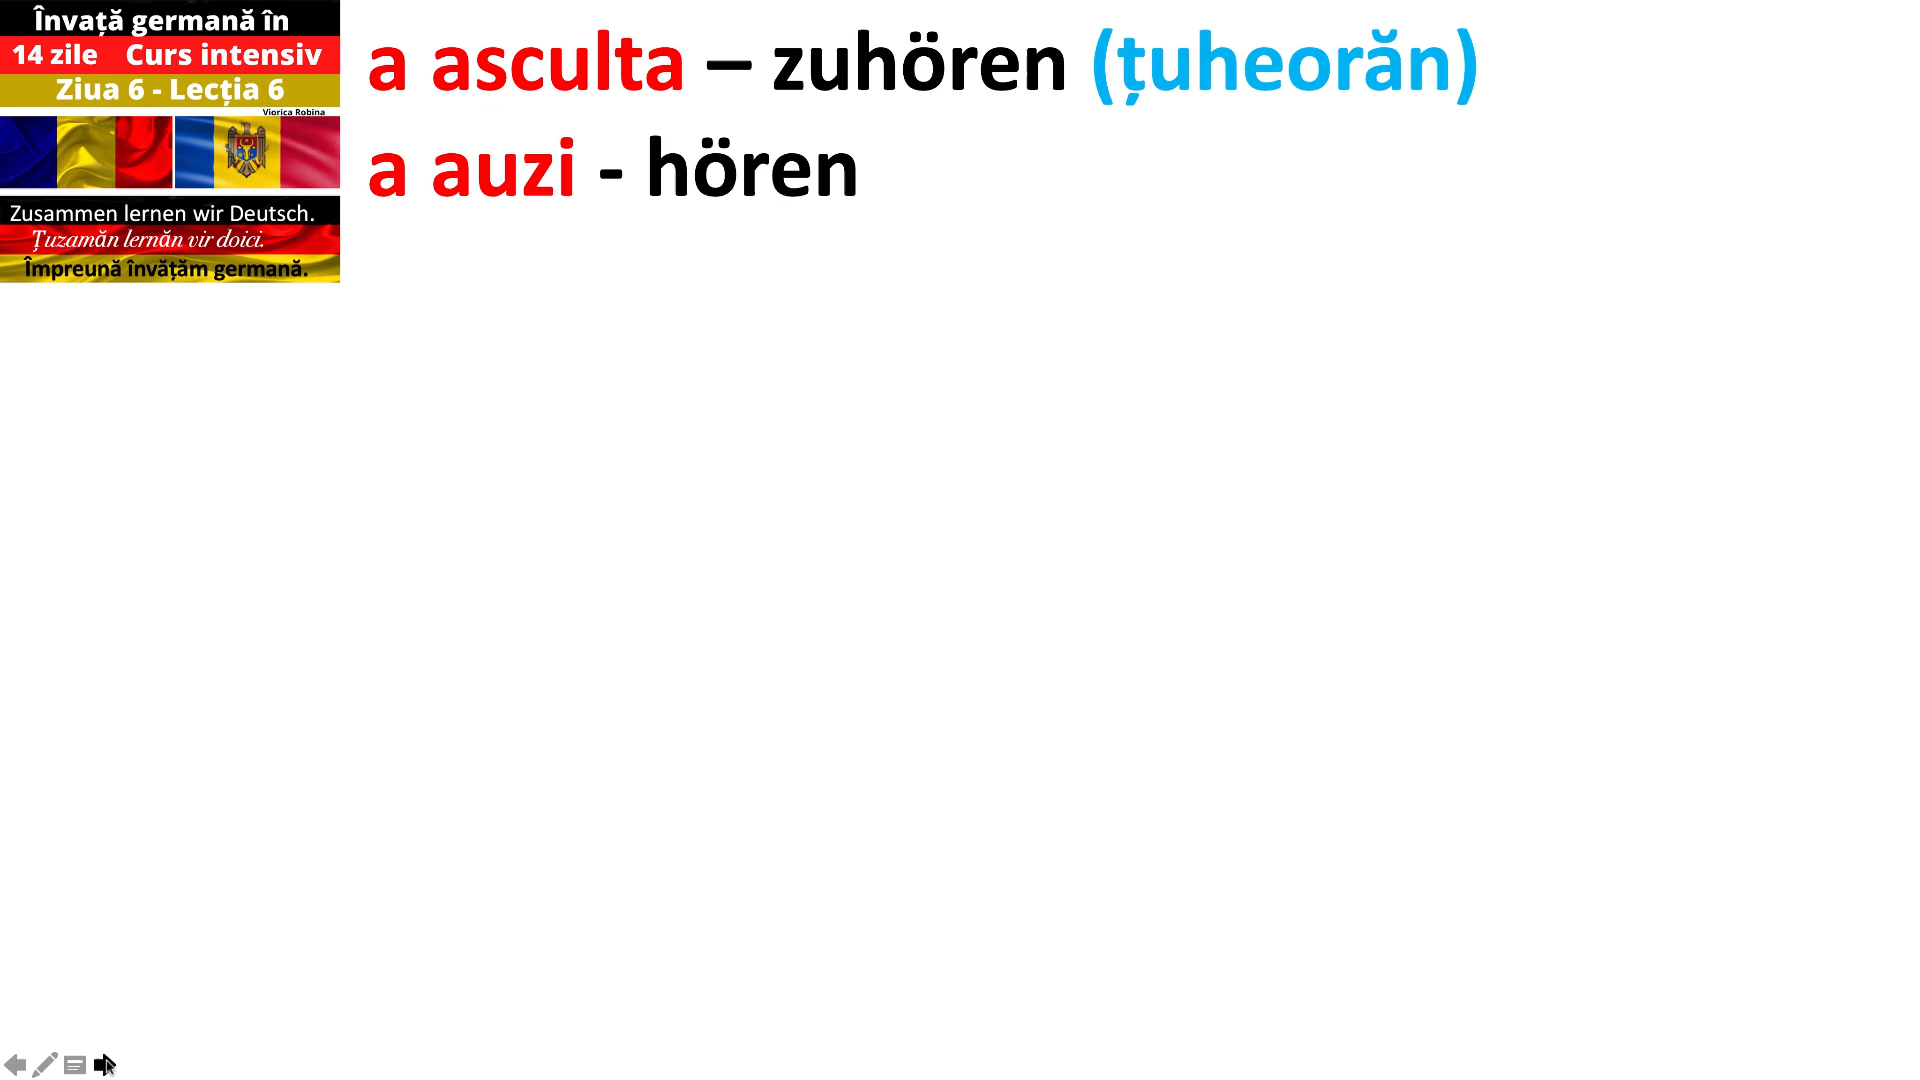 Învață germană în
14 zile Curs intensiv
Ziua 6 - Lecția 6
Viorica Robina
Zusammen lernen wir Deutsch.
Țuzamăn lernăn vir doici.
Împreună învățăm germană.
a asculta – zuhören (țuheorăn)
a auzi - hören